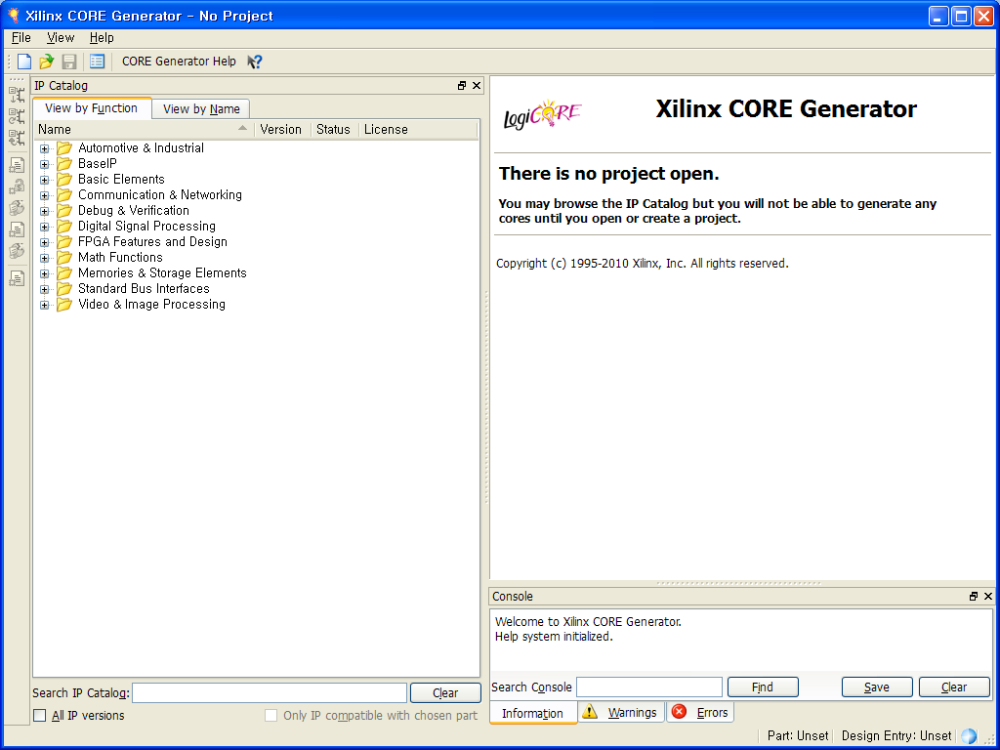 Xilinx CORE Generator - No Project
File View Help
CORE Generator Help
IP Catalog
View by Function View by Name
Name Version Status License
Automotive & Industrial
BaseIP
Basic Elements
Communication & Networking
Debug & Verification
Digital Signal Processing
FPGA Features and Design
Math Functions
Memories & Storage Elements
Standard Bus Interfaces
Video & Image Processing
Search IP Catalog: Clear
All IP versions Only IP compatible with chosen part
LogiCORE Xilinx CORE Generator
There is no project open.
You may browse the IP Catalog but you will not be able to generate any
cores until you open or create a project.
Copyright (c) 1995-2010 Xilinx, Inc. All rights reserved.
Console
Welcome to Xilinx CORE Generator.
Help system initialized.
Search Console Find Save Clear
Information Warnings Errors
Part: Unset Design Entry: Unset